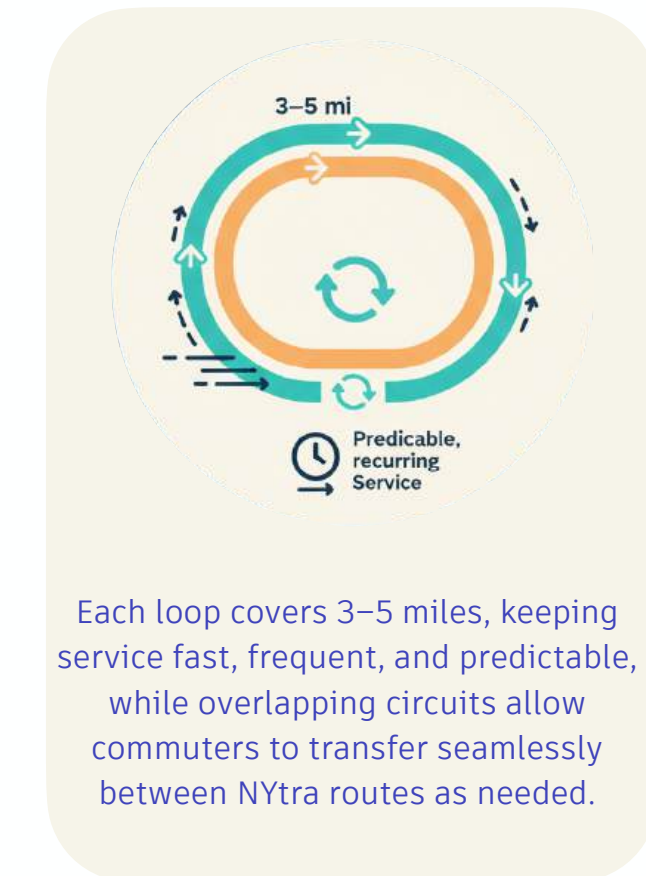 3–5 mi
Predicable,
recurring
Service
Each loop covers 3–5 miles, keeping
service fast, frequent, and predictable,
while overlapping circuits allow
commuters to transfer seamlessly
between NYtra routes as needed.